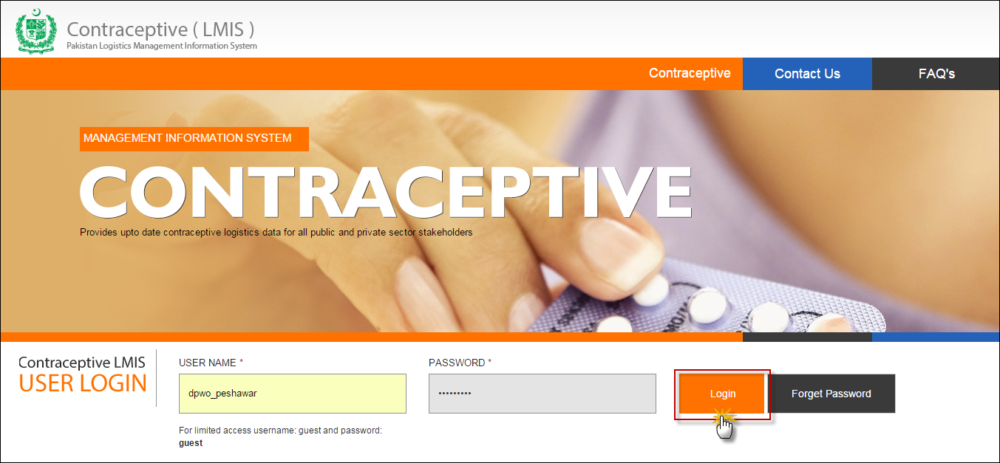 Contraceptive ( LMIS )
Pakistan Logistics Management Information System
Contraceptive
Contact Us
FAQ's
MANAGEMENT INFORMATION SYSTEM
CONTRACEPTIVE
Provides upto date contraceptive logistics data for all public and private sector stakeholders
Contraceptive LMIS
USER LOGIN
USER NAME *
dpwo_peshawar
For limited access username: guest and password:
guest
PASSWORD *
•••••••••
Login
Forget Password